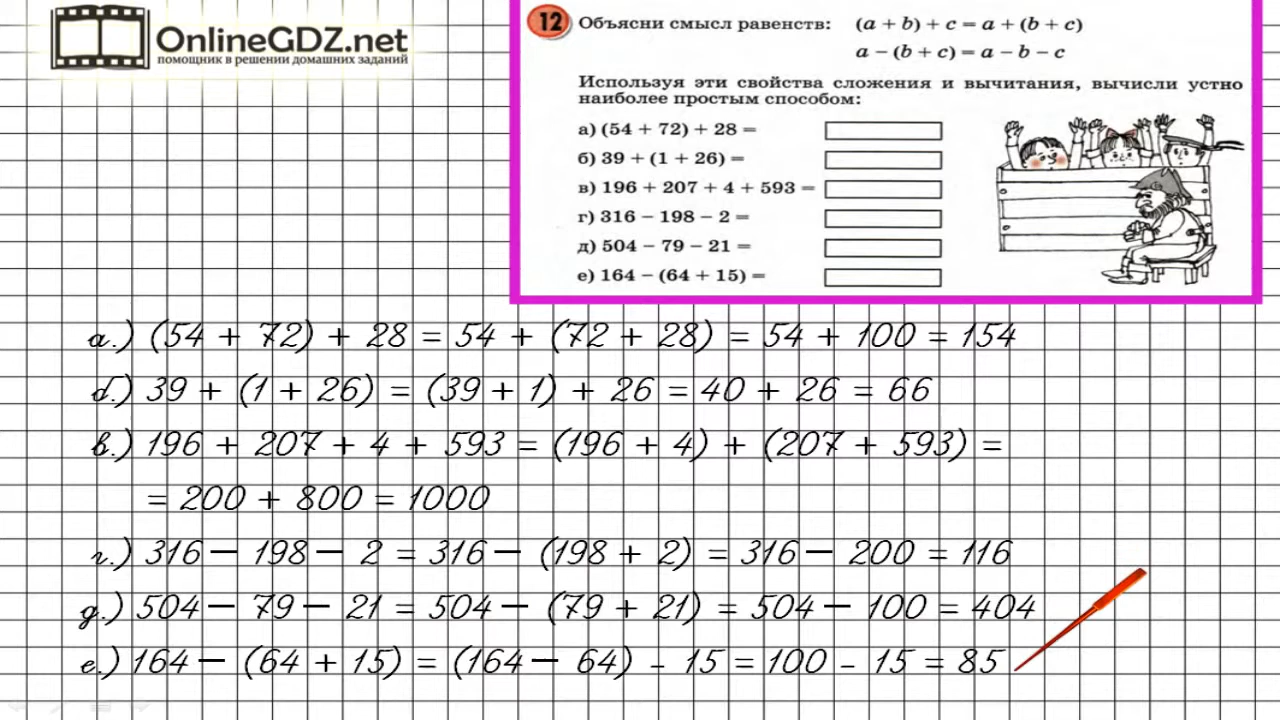 OnlineGDZ.net
помощник в решении домашних заданий
12 Объясни смысл равенств: (a + b) + c = a + (b + c)
a − (b + c) = a − b − c
Используя эти свойства сложения и вычитания, вычисли устно
наиболее простым способом:
а) (54 + 72) + 28 =
б) 39 + (1 + 26) =
в) 196 + 207 + 4 + 593 =
г) 316 − 198 − 2 =
д) 504 − 79 − 21 =
е) 164 − (64 + 15) =
а.) (54 + 72) + 28 = 54 + (72 + 28) = 54 + 100 = 154
б.) 39 + (1 + 26) = (39 + 1) + 26 = 40 + 26 = 66
в.) 196 + 207 + 4 + 593 = (196 + 4) + (207 + 593) =
= 200 + 800 = 1000
г.) 316 − 198 − 2 = 316 − (198 + 2) = 316 − 200 = 116
д.) 504 − 79 − 21 = 504 − (79 + 21) = 504 − 100 = 404
е.) 164 − (64 + 15) = (164 − 64) - 15 = 100 - 15 = 85